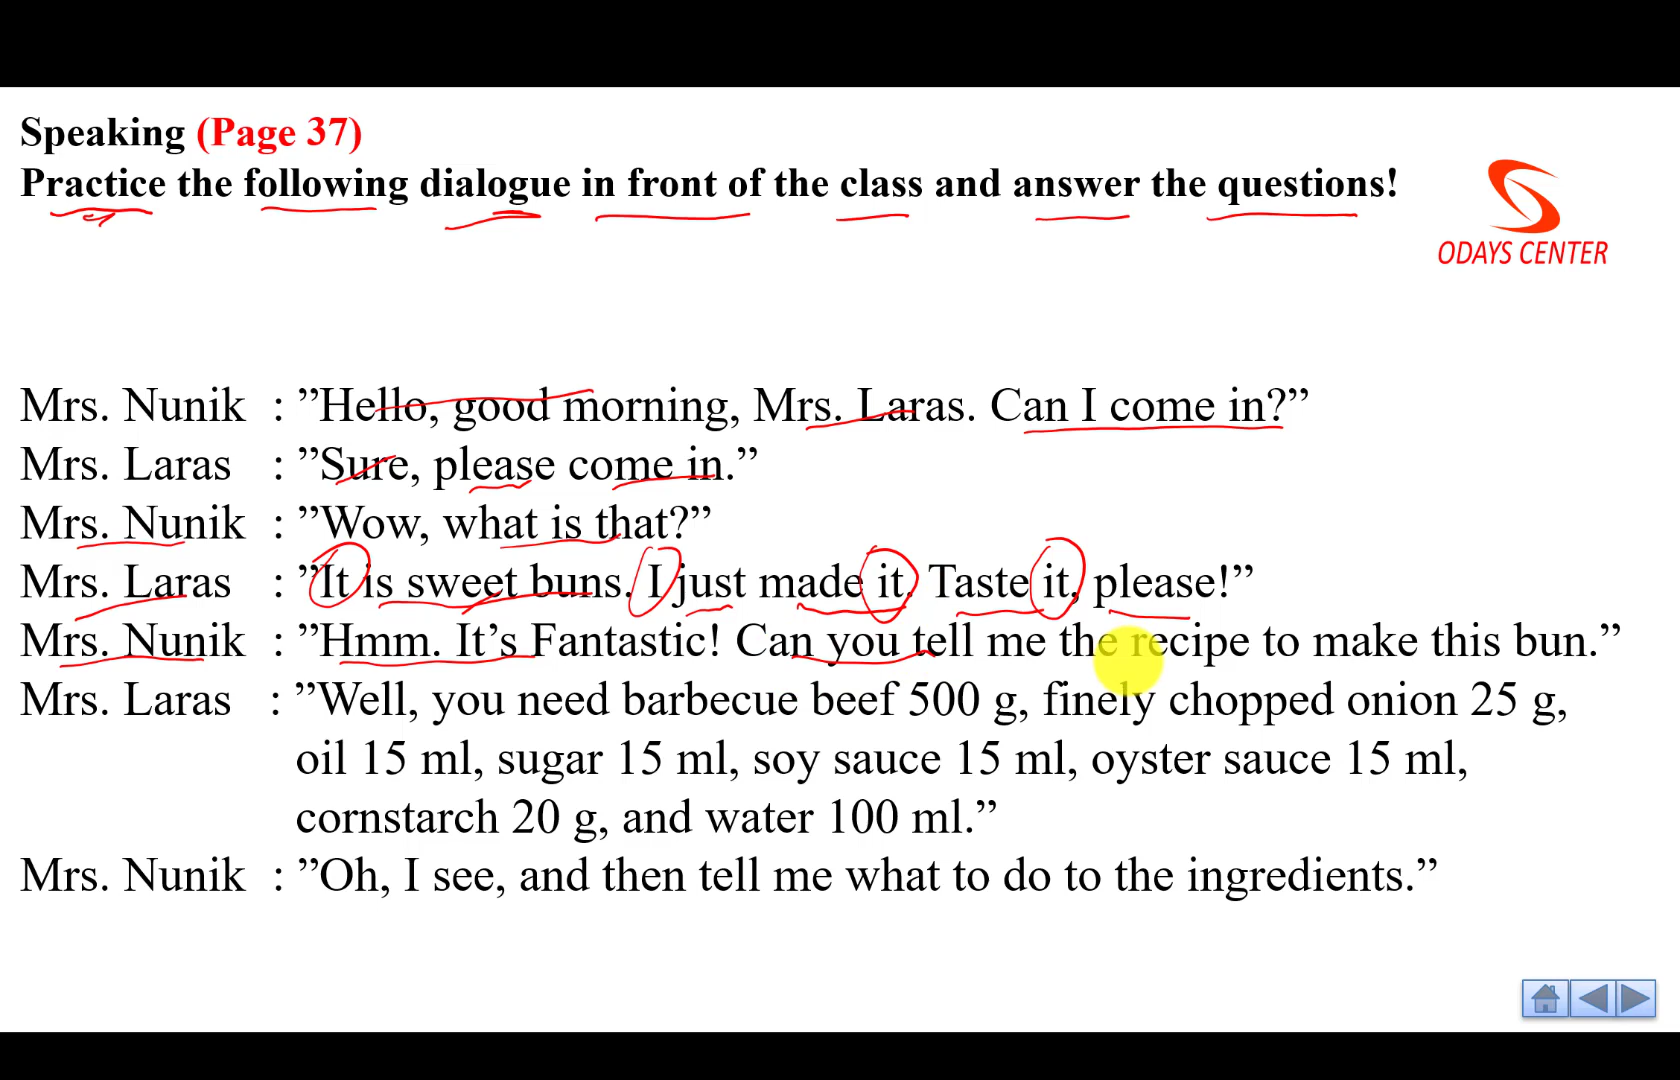 Speaking (Page 37)
Practice the following dialogue in front of the class and answer the questions!
ODAYS CENTER
Mrs. Nunik : ”Hello, good morning, Mrs. Laras. Can I come in?”
Mrs. Laras : ”Sure, please come in.”
Mrs. Nunik : ”Wow, what is that?”
Mrs. Laras : ”It is sweet buns. I just made it. Taste it, please!”
Mrs. Nunik : ”Hmm. It’s Fantastic! Can you tell me the recipe to make this bun.”
Mrs. Laras : ”Well, you need barbecue beef 500 g, finely chopped onion 25 g,
oil 15 ml, sugar 15 ml, soy sauce 15 ml, oyster sauce 15 ml,
cornstarch 20 g, and water 100 ml.”
Mrs. Nunik : ”Oh, I see, and then tell me what to do to the ingredients.”